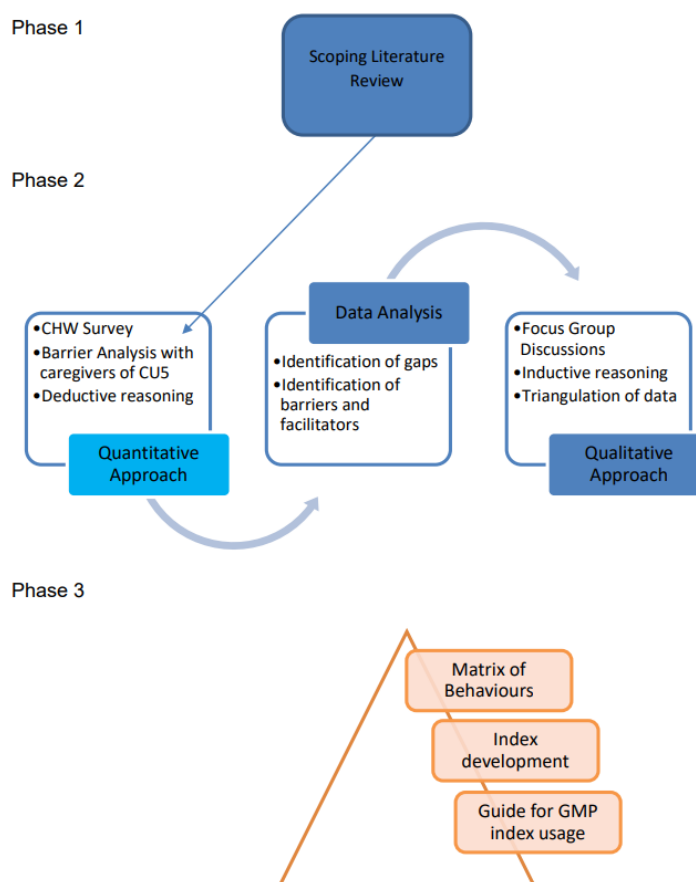 Phase 1
Scoping Literature
Review
Phase 2
•CHW Survey
•Barrier Analysis with
caregivers of CU5
•Deductive reasoning
Quantitative
Approach
Data Analysis
•Identification of gaps
•Identification of
barriers and
facilitators
•Focus Group
Discussions
•Inductive reasoning
•Triangulation of data
Qualitative
Approach
Phase 3
Matrix of
Behaviours
Index
development
Guide for GMP
index usage